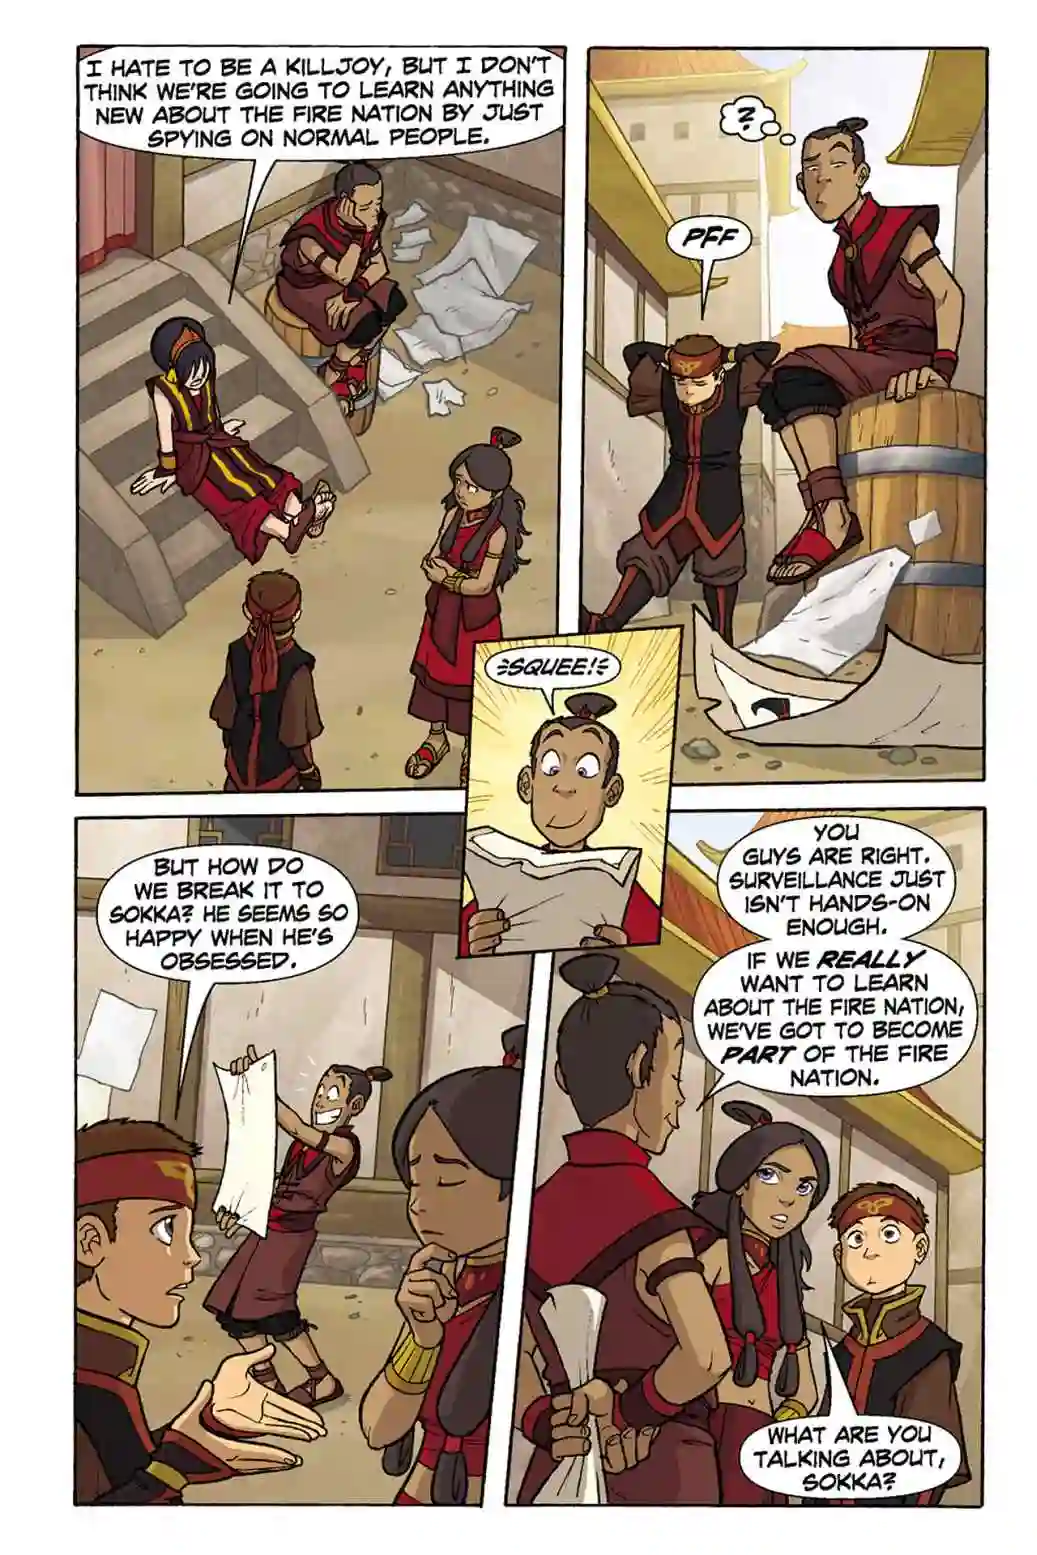 I HATE TO BE A KILLJOY, BUT I DON'T
THINK WE'RE GOING TO LEARN ANYTHING
NEW ABOUT THE FIRE NATION BY JUST
SPYING ON NORMAL PEOPLE.
?
PFF
SQUEE!
BUT HOW DO
WE BREAK IT TO
SOKKA? HE SEEMS SO
HAPPY WHEN HE'S
OBSESSED.
YOU
GUYS ARE RIGHT.
SURVEILLANCE JUST
ISN'T HANDS-ON
ENOUGH.
IF WE REALLY
WANT TO LEARN
ABOUT THE FIRE NATION,
WE'VE GOT TO BECOME
PART OF THE FIRE
NATION.
WHAT ARE YOU
TALKING ABOUT,
SOKKA?